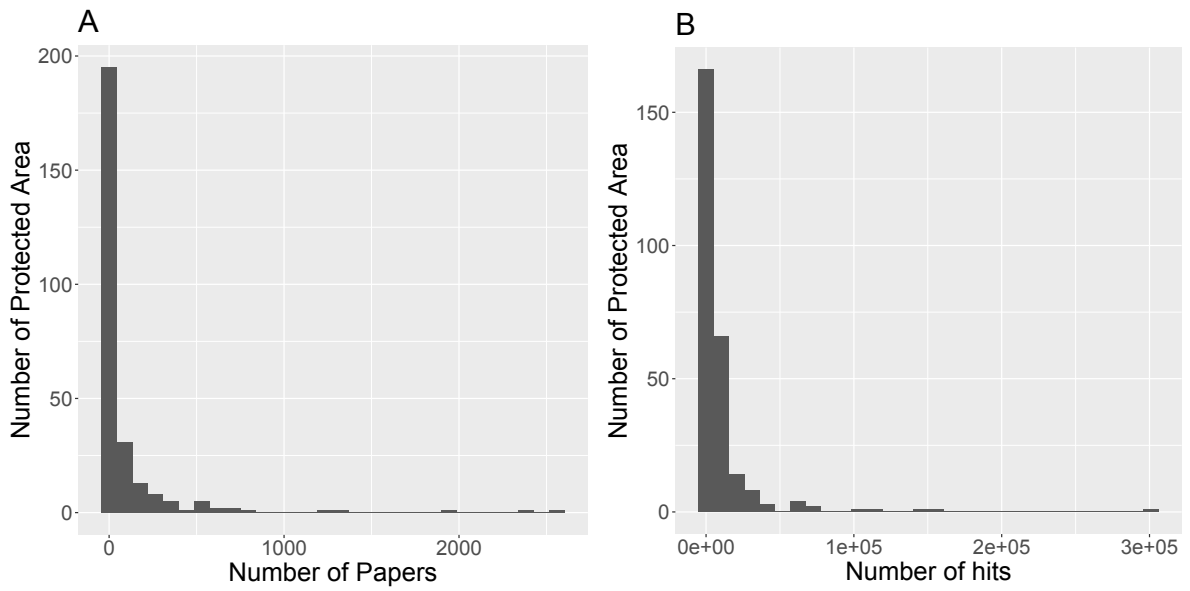 A
200
150
100
50
0
Number of Protected Area
0 1000 2000
Number of Papers
B
150
100
50
0
Number of Protected Area
0e+00 1e+05 2e+05 3e+05
Number of hits